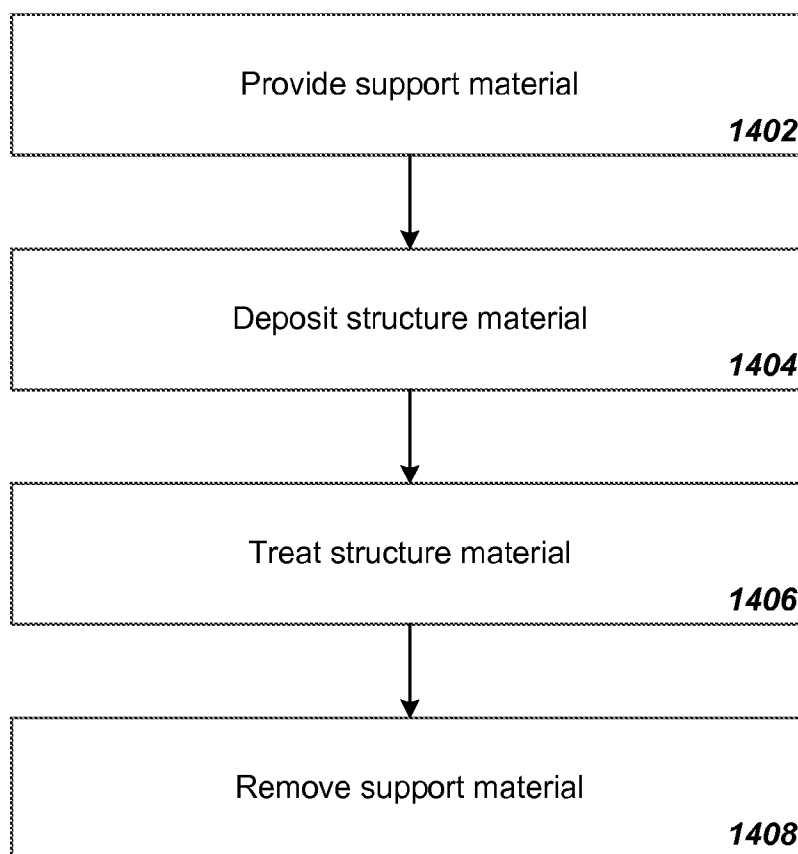 Provide support material
1402
Deposit structure material
1404
Treat structure material
1406
Remove support material
1408